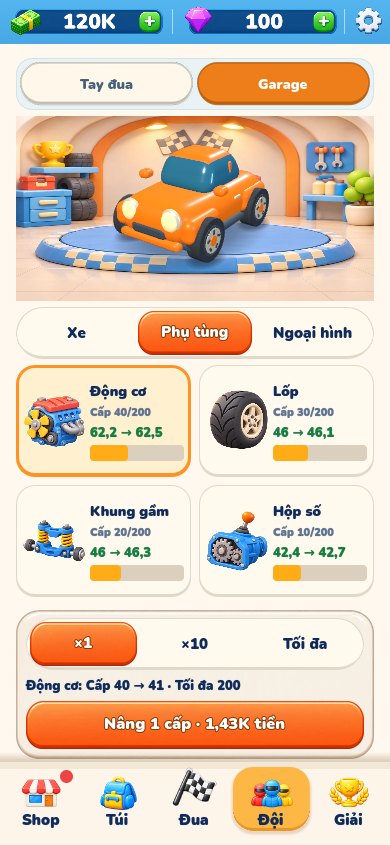 120K +
100 +
Tay đua
Garage
Xe
Phụ tùng
Ngoại hình
Động cơ
Cấp 40/200
62,2 → 62,5
Lốp
Cấp 30/200
46 → 46,1
Khung gầm
Cấp 20/200
46 → 46,3
Hộp số
Cấp 10/200
42,4 → 42,7
×1
×10
Tối đa
Động cơ: Cấp 40 → 41 · Tối đa 200
Nâng 1 cấp · 1,43K tiền
Shop
Túi
Đua
Đội
Giải